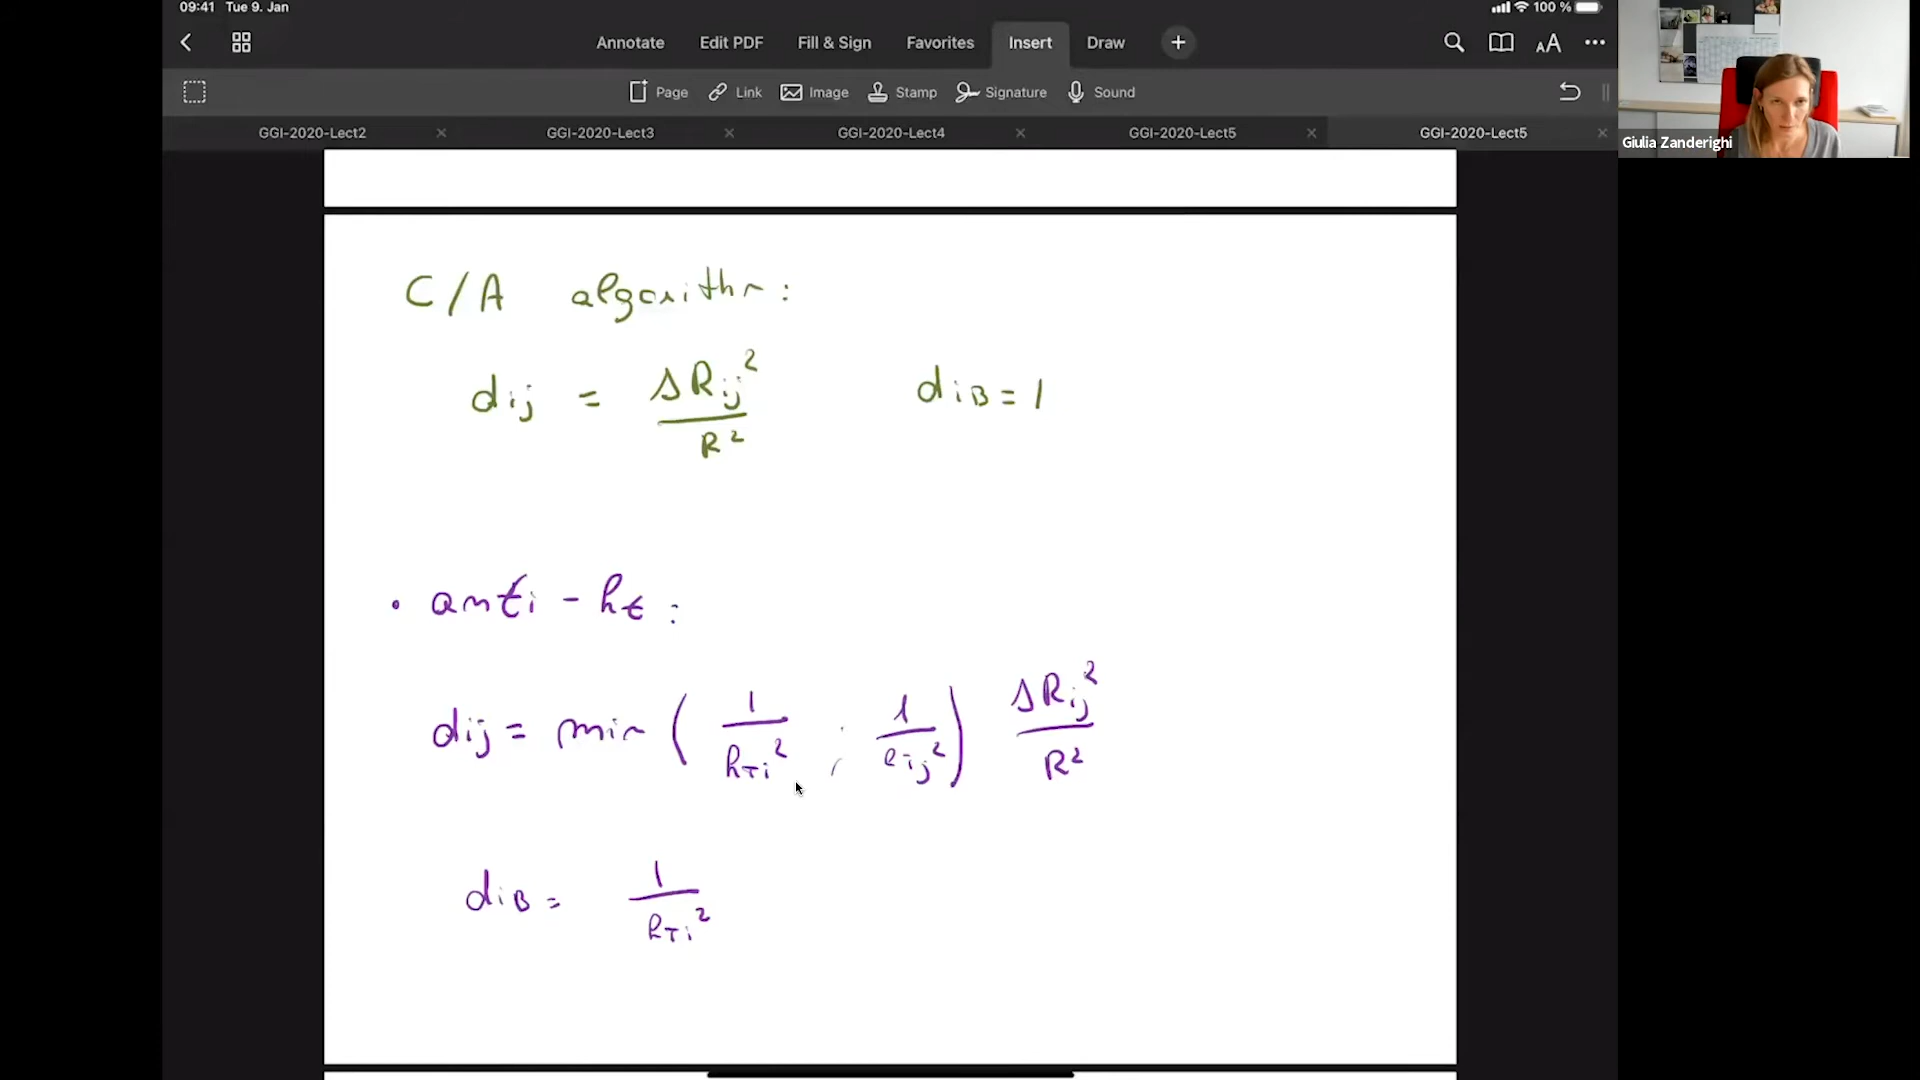 09:41 Tue 9. Jan 100 %
Annotate Edit PDF Fill & Sign Favorites Insert Draw
Page Link Image Stamp Signature Sound
GGI-2020-Lect2 GGI-2020-Lect3 GGI-2020-Lect4 GGI-2020-Lect5 GGI-2020-Lect5
Giulia Zanderighi
C/A algorithm:
dij = ΔRij² / R² diB = 1
• anti-kt:
dij = min ( 1 / kTi² , 1 / kTj² ) ΔRij² / R²
diB = 1 / kTi²